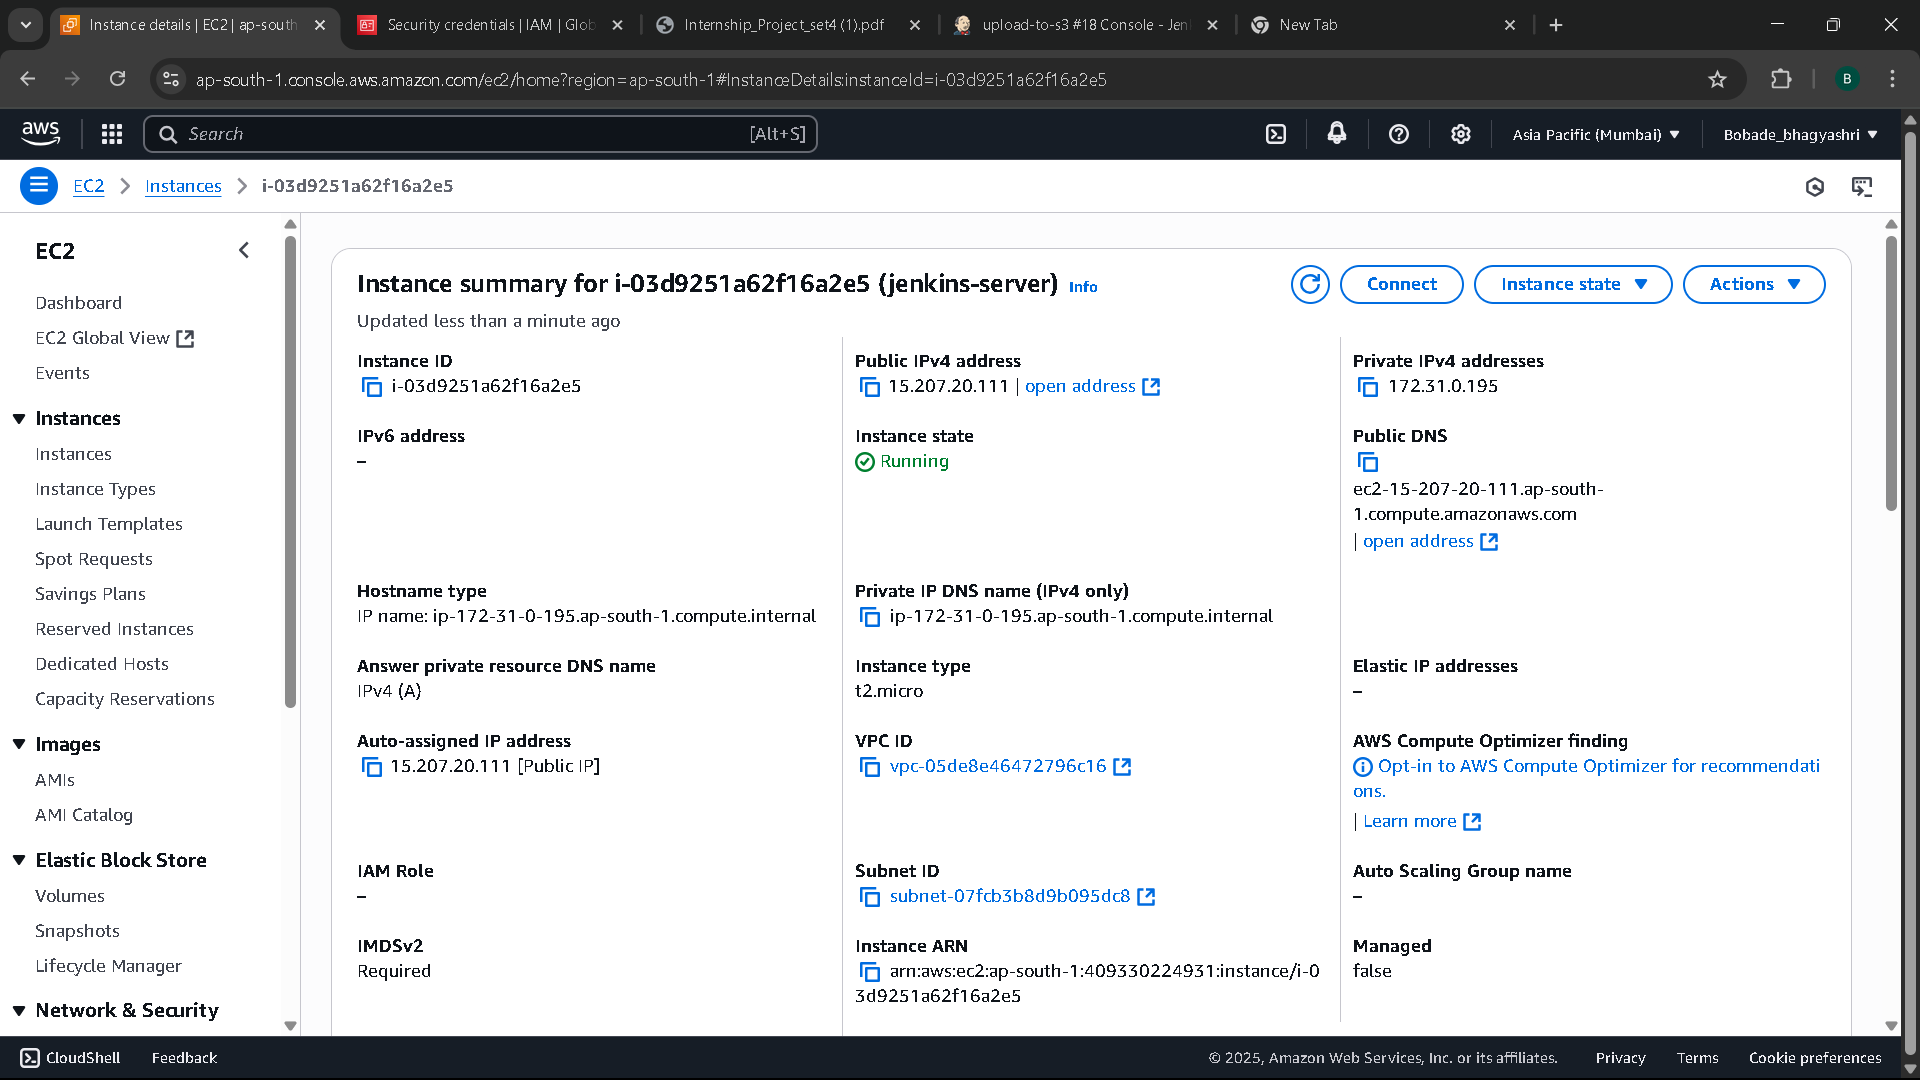 Instance details | EC2 | ap-south
Security credentials | IAM | Glob
Internship_Project_set4 (1).pdf
upload-to-s3 #18 Console - Jen
New Tab
ap-south-1.console.aws.amazon.com/ec2/home?region=ap-south-1#InstanceDetails:instanceId=i-03d9251a62f16a2e5
B
aws
Search
[Alt+S]
Asia Pacific (Mumbai)
Bobade_bhagyashri
EC2
Instances
i-03d9251a62f16a2e5
EC2
Dashboard
EC2 Global View
Events
Instances
Instances
Instance Types
Launch Templates
Spot Requests
Savings Plans
Reserved Instances
Dedicated Hosts
Capacity Reservations
Images
AMIs
AMI Catalog
Elastic Block Store
Volumes
Snapshots
Lifecycle Manager
Network & Security
Instance summary for i-03d9251a62f16a2e5 (jenkins-server) Info
Updated less than a minute ago
Connect
Instance state
Actions
Instance ID
i-03d9251a62f16a2e5
Public IPv4 address
15.207.20.111 | open address
Private IPv4 addresses
172.31.0.195
IPv6 address
–
Instance state
Running
Public DNS
ec2-15-207-20-111.ap-south-
1.compute.amazonaws.com
| open address
Hostname type
IP name: ip-172-31-0-195.ap-south-1.compute.internal
Private IP DNS name (IPv4 only)
ip-172-31-0-195.ap-south-1.compute.internal
Answer private resource DNS name
IPv4 (A)
Instance type
t2.micro
Elastic IP addresses
–
Auto-assigned IP address
15.207.20.111 [Public IP]
VPC ID
vpc-05de8e46472796c16
AWS Compute Optimizer finding
Opt-in to AWS Compute Optimizer for recommendati
ons.
| Learn more
IAM Role
–
Subnet ID
subnet-07fcb3b8d9b095dc8
Auto Scaling Group name
–
IMDSv2
Required
Instance ARN
arn:aws:ec2:ap-south-1:409330224931:instance/i-0
3d9251a62f16a2e5
Managed
false
CloudShell
Feedback
© 2025, Amazon Web Services, Inc. or its affiliates.
Privacy
Terms
Cookie preferences